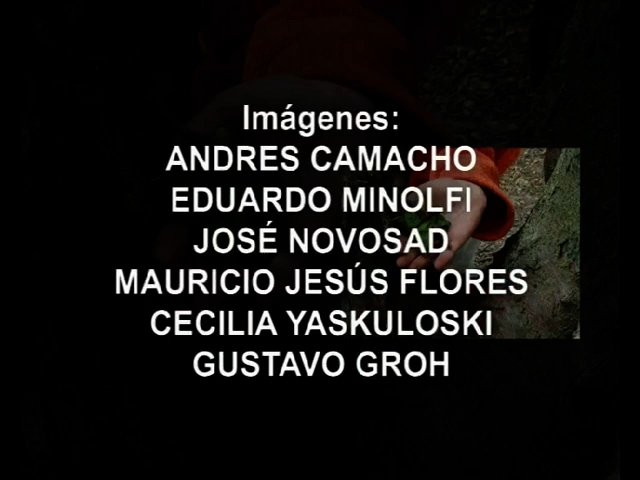 Imágenes:
ANDRES CAMACHO
EDUARDO MINOLFI
JOSÉ NOVOSAD
MAURICIO JESÚS FLORES
CECILIA YASKULOSKI
GUSTAVO GROH